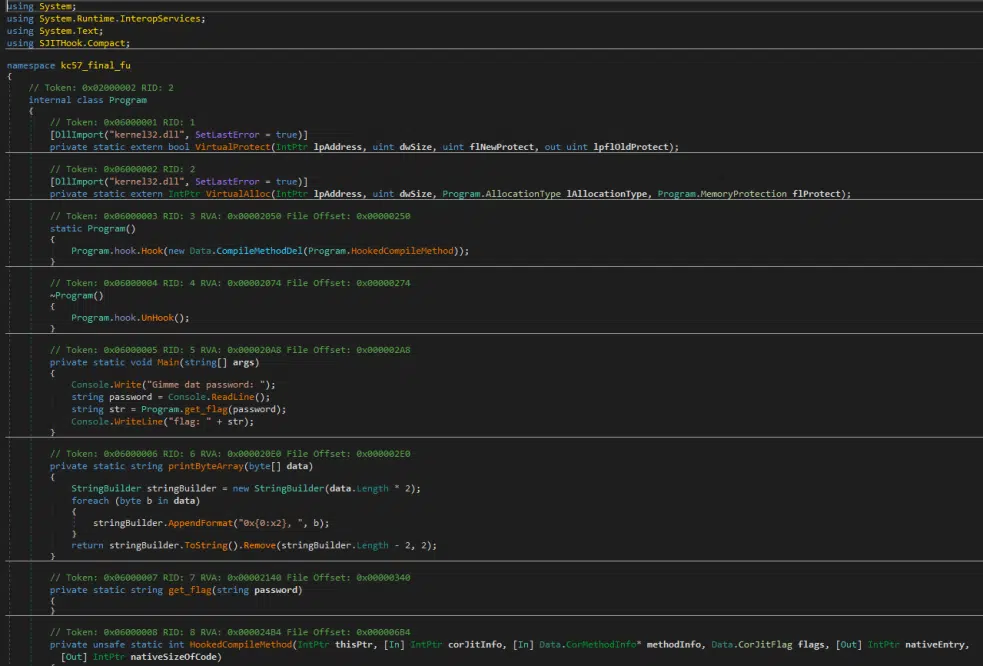 using System;
using System.Runtime.InteropServices;
using System.Text;
using SJITHook.Compact;
namespace kc57_final_fu
{
// Token: 0x02000002 RID: 2
internal class Program
{
// Token: 0x06000001 RID: 1
[DllImport("kernel32.dll", SetLastError = true)]
private static extern bool VirtualProtect(IntPtr lpAddress, uint dwSize, uint flNewProtect, out uint lpflOldProtect);
// Token: 0x06000002 RID: 2
[DllImport("kernel32.dll", SetLastError = true)]
private static extern IntPtr VirtualAlloc(IntPtr lpAddress, uint dwSize, Program.AllocationType lAllocationType, Program.MemoryProtection flProtect);
// Token: 0x06000003 RID: 3 RVA: 0x00002050 File Offset: 0x00000250
static Program()
{
Program.hook.Hook(new Data.CompileMethodDel(Program.HookedCompileMethod));
}
// Token: 0x06000004 RID: 4 RVA: 0x00002074 File Offset: 0x00000274
~Program()
{
Program.hook.UnHook();
}
// Token: 0x06000005 RID: 5 RVA: 0x000020A8 File Offset: 0x000002A8
private static void Main(string[] args)
{
Console.Write("Gimme dat password: ");
string password = Console.ReadLine();
string str = Program.get_flag(password);
Console.WriteLine("flag: " + str);
}
// Token: 0x06000006 RID: 6 RVA: 0x000020E0 File Offset: 0x000002E0
private static string printByteArray(byte[] data)
{
StringBuilder stringBuilder = new StringBuilder(data.Length * 2);
foreach (byte b in data)
{
stringBuilder.AppendFormat("0x{0:x2}, ", b);
}
return stringBuilder.ToString().Remove(stringBuilder.Length - 2, 2);
}
// Token: 0x06000007 RID: 7 RVA: 0x00002140 File Offset: 0x00000340
private static string get_flag(string password)
{
}
// Token: 0x06000008 RID: 8 RVA: 0x000024B4 File Offset: 0x000006B4
private unsafe static int HookedCompileMethod(IntPtr thisPtr, [In] IntPtr corJitInfo, [In] Data.CorMethodInfo* methodInfo, Data.CorJitFlag flags, [Out] IntPtr nativeEntry,
[Out] IntPtr nativeSizeOfCode)